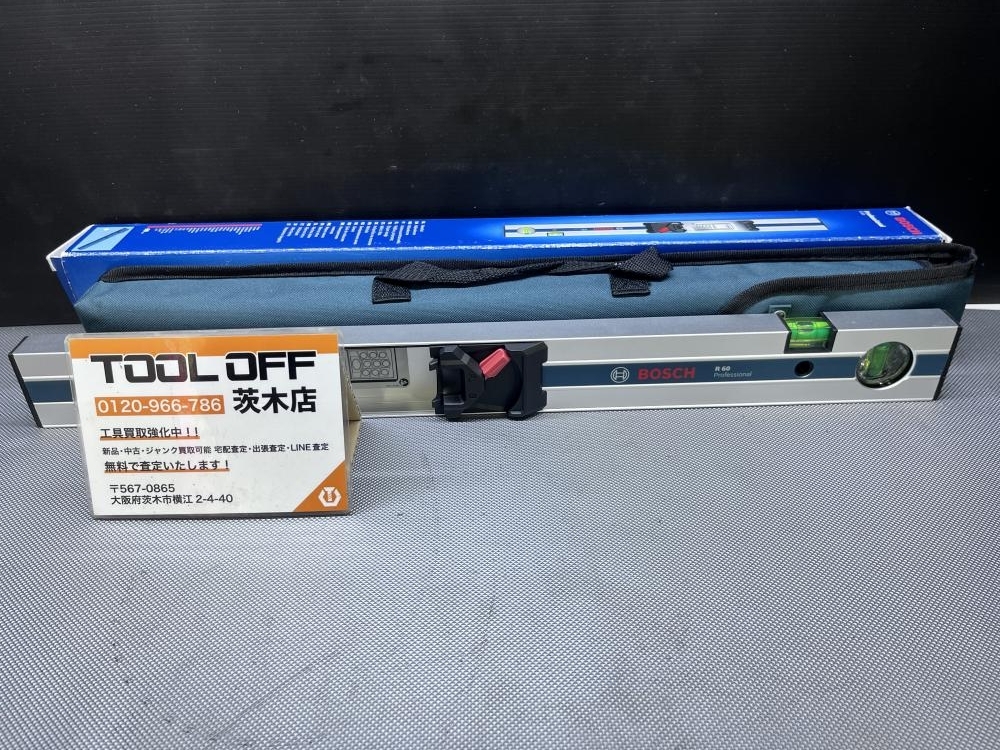 BOSCH
Professional
BOSCH
R 60
Professional
TOOL OFF
0120-966-786 茨木店
工具買取強化中！！
新品・中古・ジャンク買取可能 宅配査定・出張査定・LINE査定
無料で査定いたします！
〒567-0865
大阪府茨木市横江 2-4-40